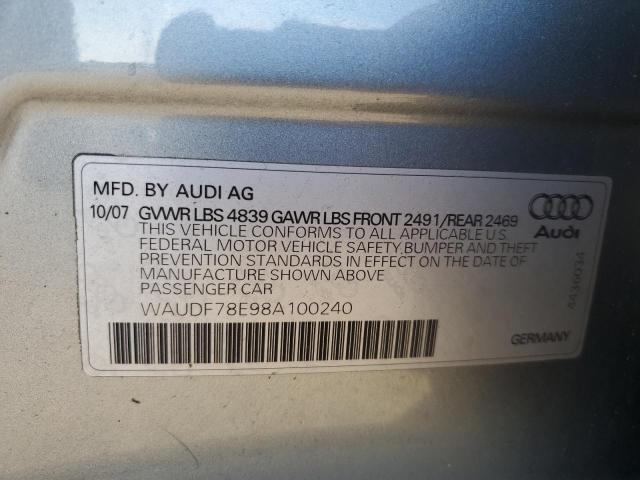 MFD. BY AUDI AG
10/07 GVWR LBS 4839 GAWR LBS FRONT 2491/REAR 2469
THIS VEHICLE CONFORMS TO ALL APPLICABLE U.S.
FEDERAL MOTOR VEHICLE SAFETY, BUMPER AND THEFT
PREVENTION STANDARDS IN EFFECT ON THE DATE OF
MANUFACTURE SHOWN ABOVE
PASSENGER CAR
WAUDF78E98A100240
Audi
4436034
GERMANY